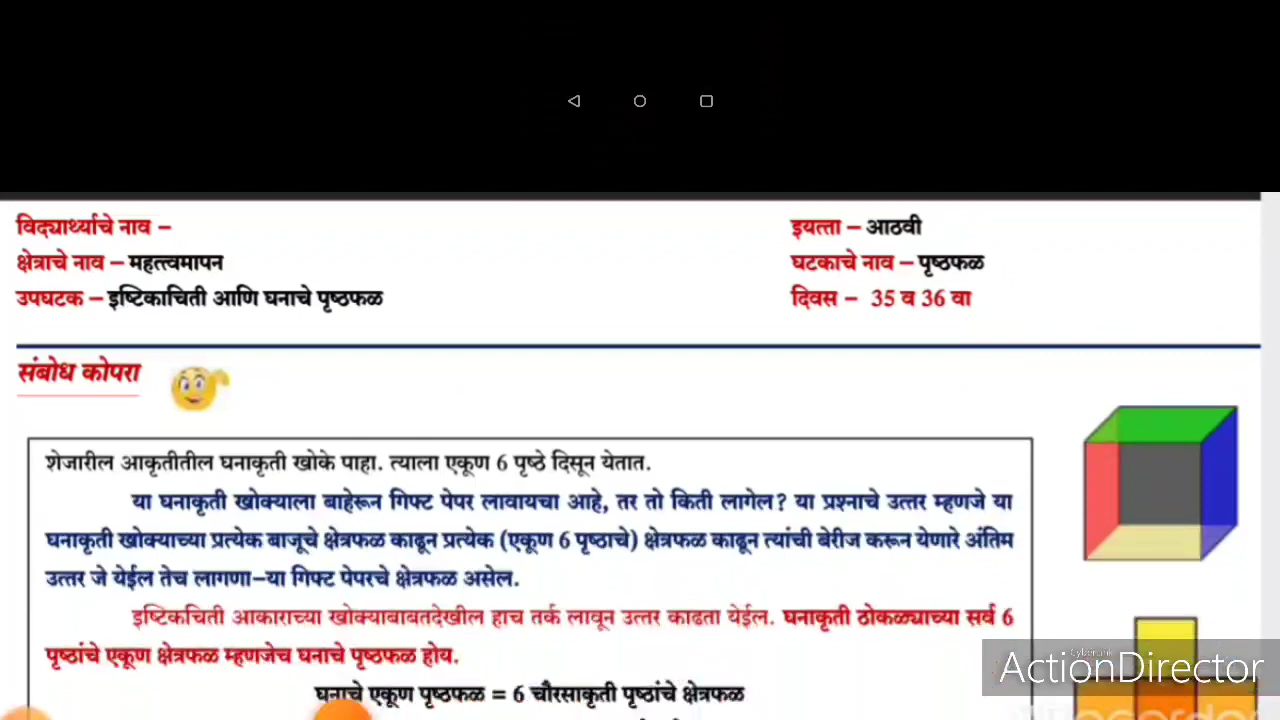 विद्यार्थ्याचे नाव –
इयत्ता – आठवी
क्षेत्राचे नाव – महत्त्वमापन
घटकाचे नाव – पृष्ठफळ
उपघटक – इष्टिकाचिती आणि घनाचे पृष्ठफळ
दिवस – 35 व 36 वा
संबोध कोपरा
शेजारील आकृतीतील घनाकृती खोके पाहा. त्याला एकूण 6 पृष्ठे दिसून येतात.
या घनाकृती खोक्याला बाहेरून गिफ्ट पेपर लावायचा आहे, तर तो किती लागेल? या प्रश्नाचे उत्तर म्हणजे या
घनाकृती खोक्याच्या प्रत्येक बाजूचे क्षेत्रफळ काढून प्रत्येक (एकूण 6 पृष्ठाचे) क्षेत्रफळ काढून त्यांची बेरीज करून येणारे अंतिम
उत्तर जे येईल तेच लागणा–या गिफ्ट पेपरचे क्षेत्रफळ असेल.
इष्टिकचिती आकाराच्या खोक्याबाबतदेखील हाच तर्क लावून उत्तर काढता येईल. घनाकृती ठोकळ्याच्या सर्व 6
पृष्ठांचे एकूण क्षेत्रफळ म्हणजेच घनाचे पृष्ठफळ होय.
घनाचे एकूण पृष्ठफळ = 6 चौरसाकृती पृष्ठांचे क्षेत्रफळ
CyberLink
ActionDirector